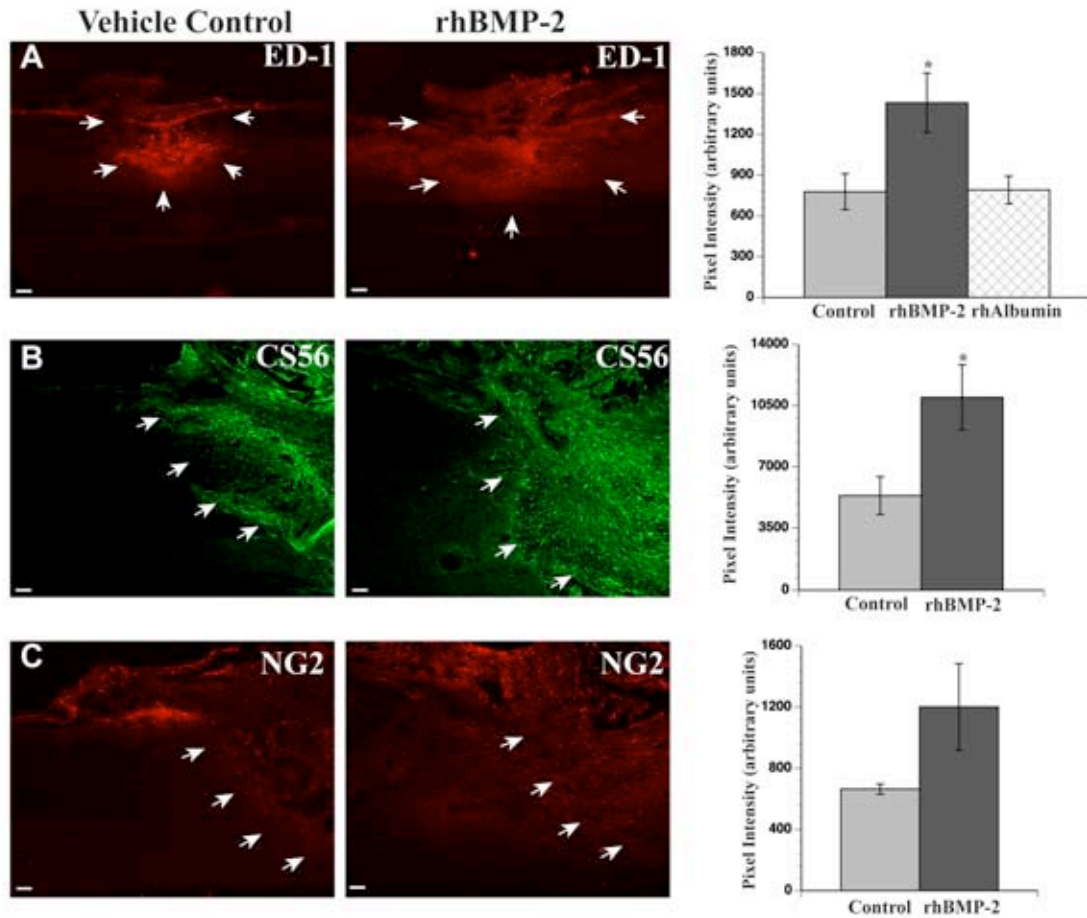 Vehicle Control
rhBMP-2
A
ED-1
ED-1
Pixel Intensity (arbitrary units)
1800
1500
1200
900
600
300
0
*
Control rhBMP-2 rhAlbumin
B
CS56
CS56
Pixel Intensity (arbitrary units)
14000
10500
7000
3500
0
*
Control rhBMP-2
C
NG2
NG2
Pixel Intensity (arbitrary units)
1600
1200
800
400
0
Control rhBMP-2